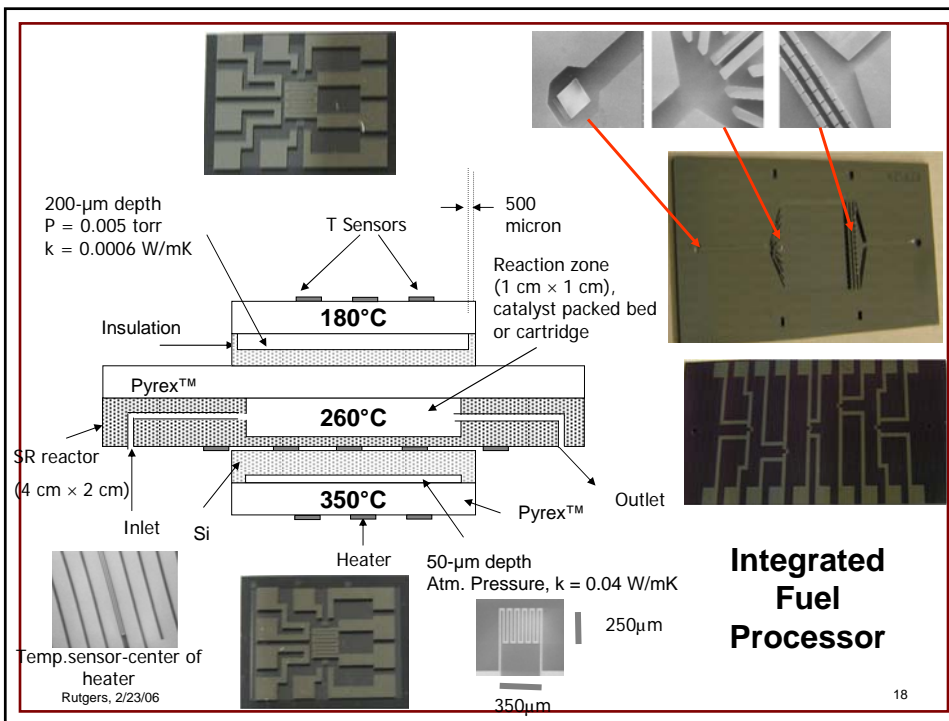 200-µm depth
P = 0.005 torr
k = 0.0006 W/mK
T Sensors
500
micron
Reaction zone
(1 cm × 1 cm),
catalyst packed bed
or cartridge
180°C
Insulation
Pyrex™
260°C
SR reactor
(4 cm × 2 cm)
Inlet
Si
350°C
Pyrex™
Outlet
Heater
50-µm depth
Atm. Pressure, k = 0.04 W/mK
250µm
350µm
Temp.sensor-center of
heater
Integrated
Fuel
Processor
Rutgers, 2/23/06
18